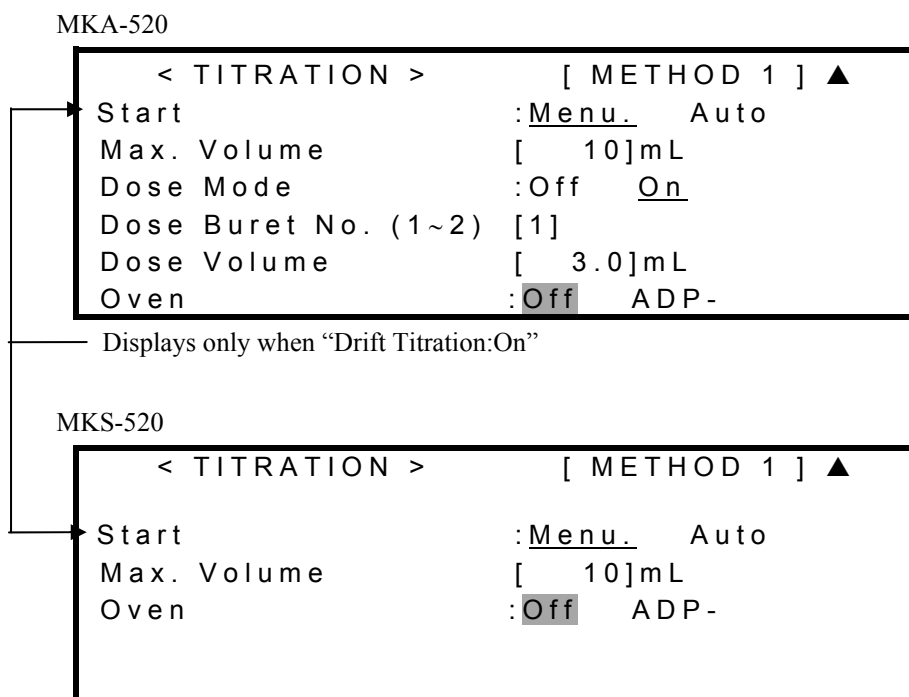 MKA-520
< TITRATION > [ METHOD 1 ] ▲
Start :Menu. Auto
Max. Volume [ 10]mL
Dose Mode :Off On
Dose Buret No. (1~2) [1]
Dose Volume [ 3.0]mL
Oven :Off ADP-
Displays only when “Drift Titration:On”
MKS-520
< TITRATION > [ METHOD 1 ] ▲
Start :Menu. Auto
Max. Volume [ 10]mL
Oven :Off ADP-